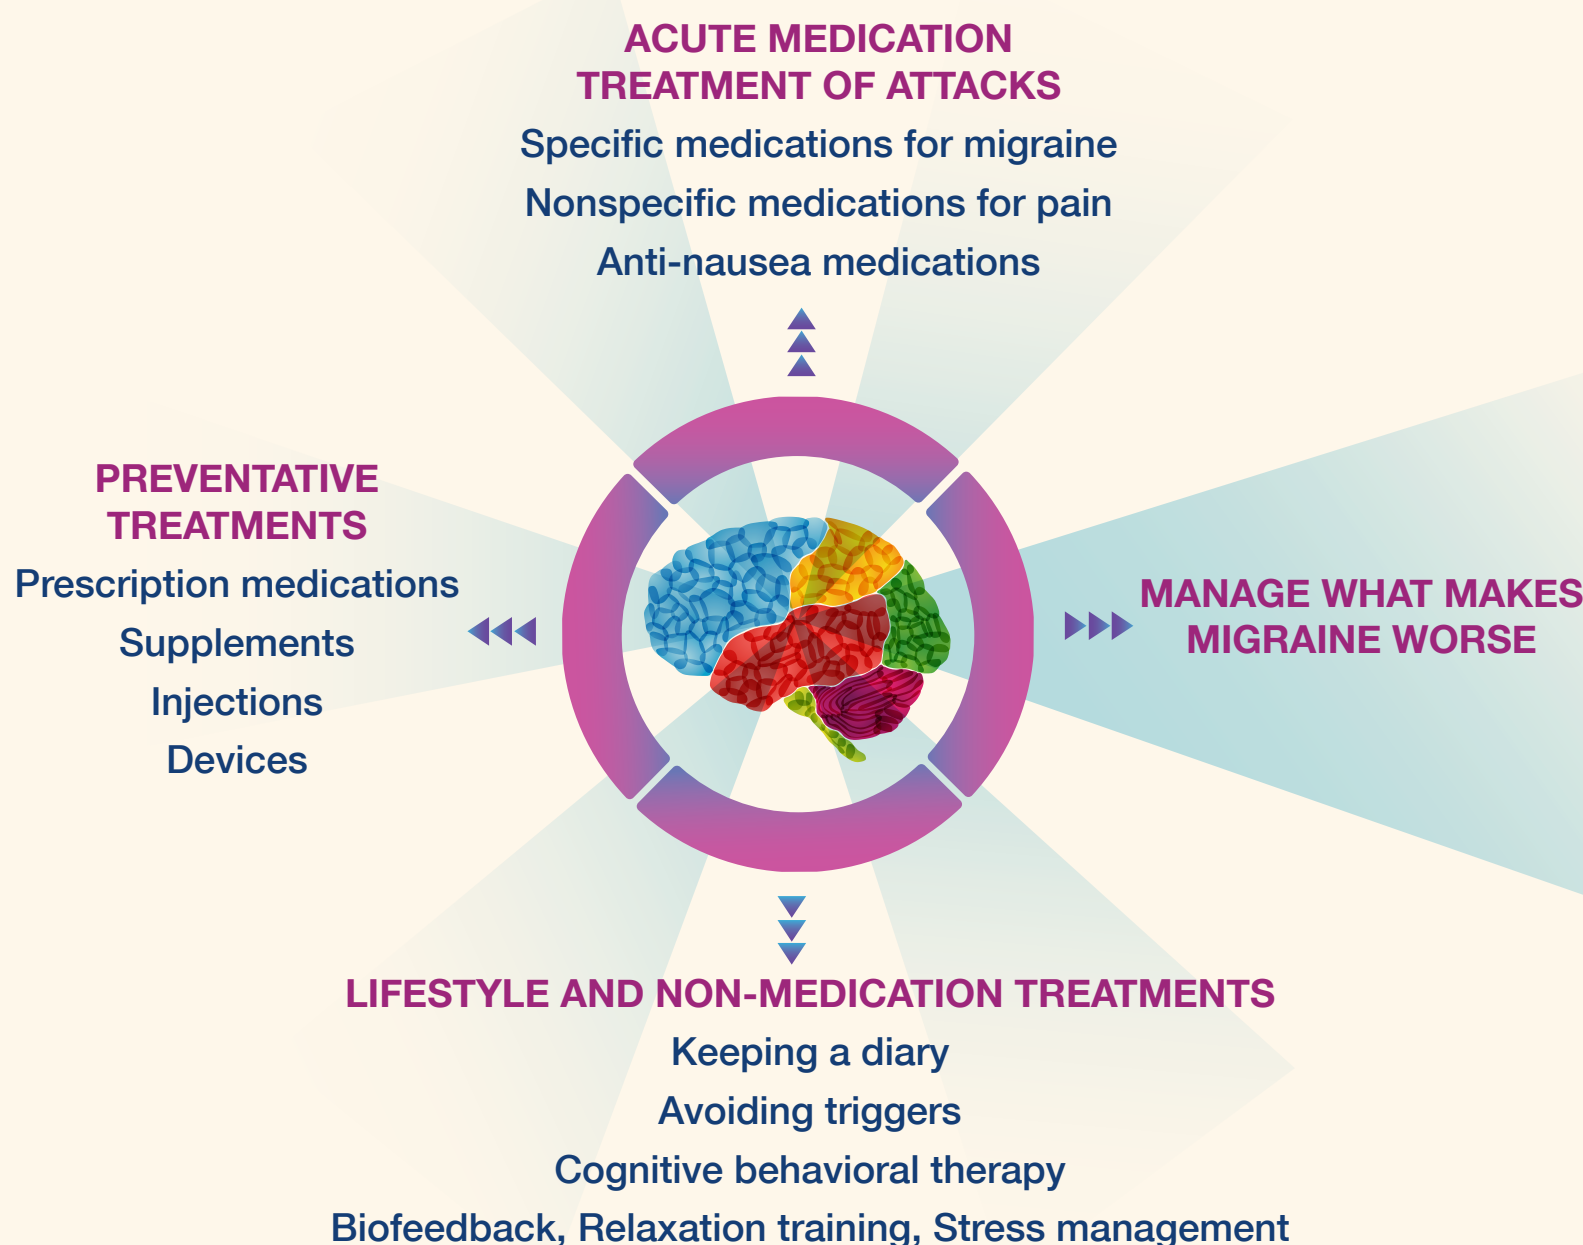 ACUTE MEDICATION
TREATMENT OF ATTACKS
Specific medications for migraine
Nonspecific medications for pain
Anti-nausea medications
PREVENTATIVE
TREATMENTS
Prescription medications
Supplements
Injections
Devices
MANAGE WHAT MAKES
MIGRAINE WORSE
LIFESTYLE AND NON-MEDICATION TREATMENTS
Keeping a diary
Avoiding triggers
Cognitive behavioral therapy
Biofeedback, Relaxation training, Stress management